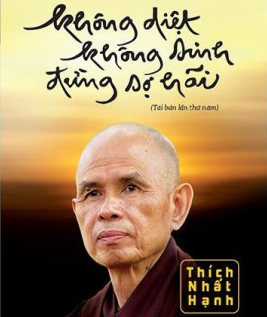 không diệt
không sinh
đừng sợ hãi
(Tái bản lần thứ năm)
Thích
Nhất
Hạnh